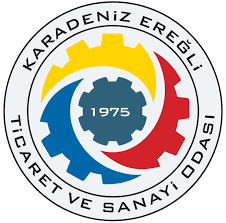 KARADENİZ EREĞLİ
1975
TİCARET VE SANAYİ ODASI